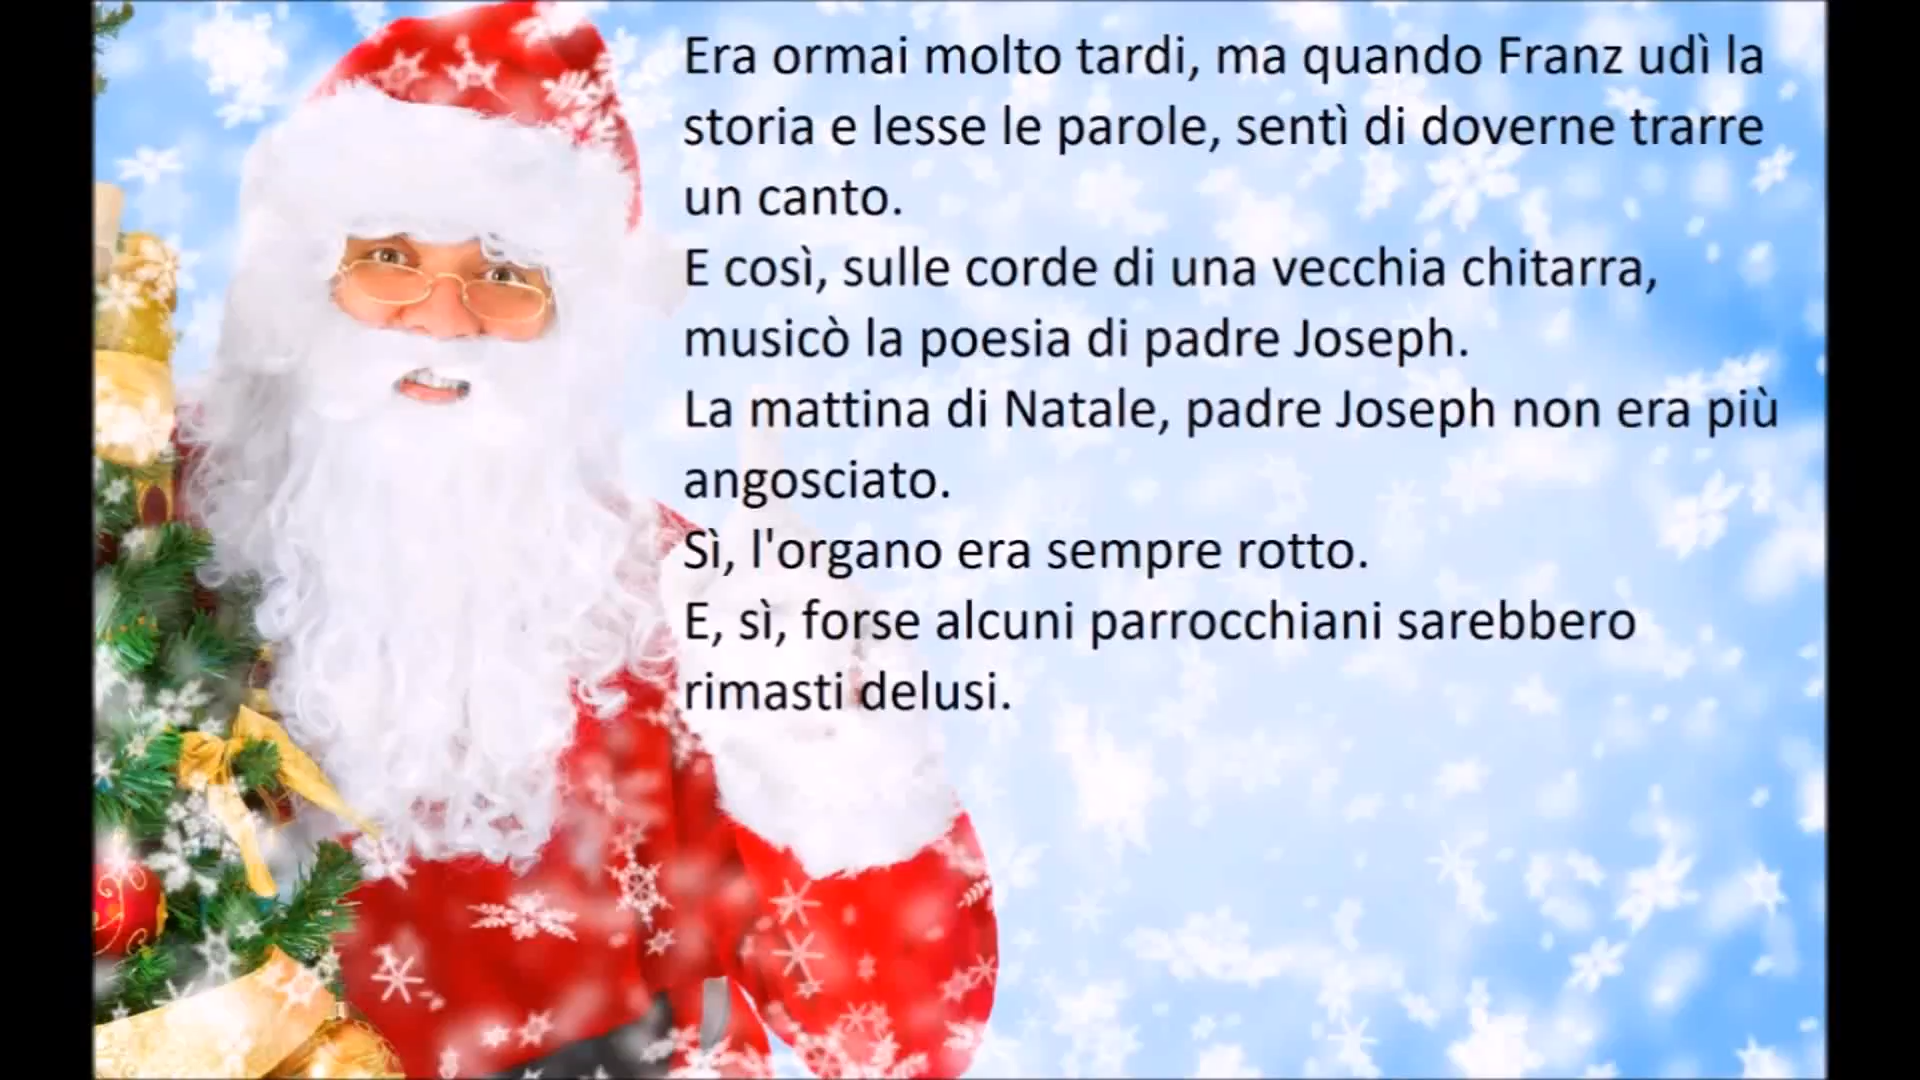 Era ormai molto tardi, ma quando Franz udì la
storia e lesse le parole, sentì di doverne trarre
un canto.
E così, sulle corde di una vecchia chitarra,
musicò la poesia di padre Joseph.
La mattina di Natale, padre Joseph non era più
angosciato.
Sì, l'organo era sempre rotto.
E, sì, forse alcuni parrocchiani sarebbero
rimasti delusi.